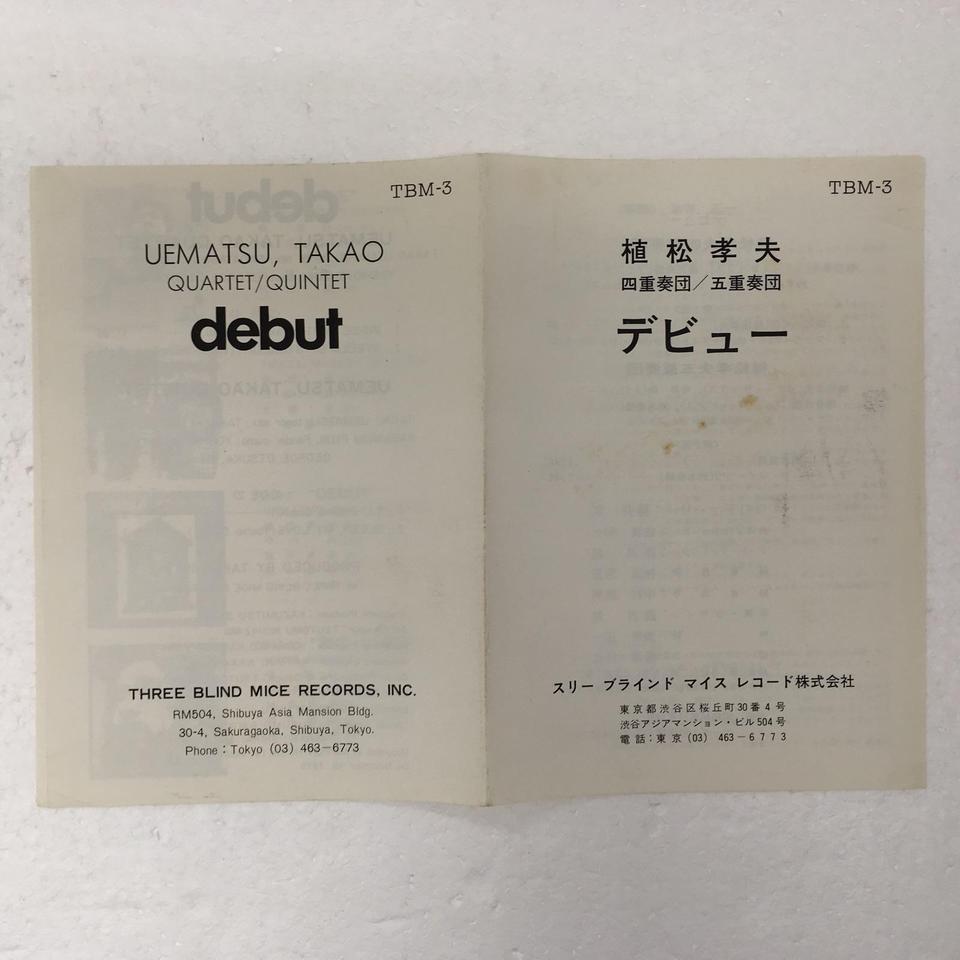 TBM-3
UEMATSU, TAKAO
QUARTET/QUINTET
debut
THREE BLIND MICE RECORDS, INC.
RM504, Shibuya Asia Mansion Bldg.
30-4, Sakuragaoka, Shibuya, Tokyo.
Phone : Tokyo (03) 463-6773
TBM-3
植松孝夫
四重奏団/五重奏団
デビュー
スリー ブラインド マイス レコード株式会社
東京都渋谷区桜丘町30番4号
渋谷アジアマンション・ビル504号
電話:東京(03) 463-6773